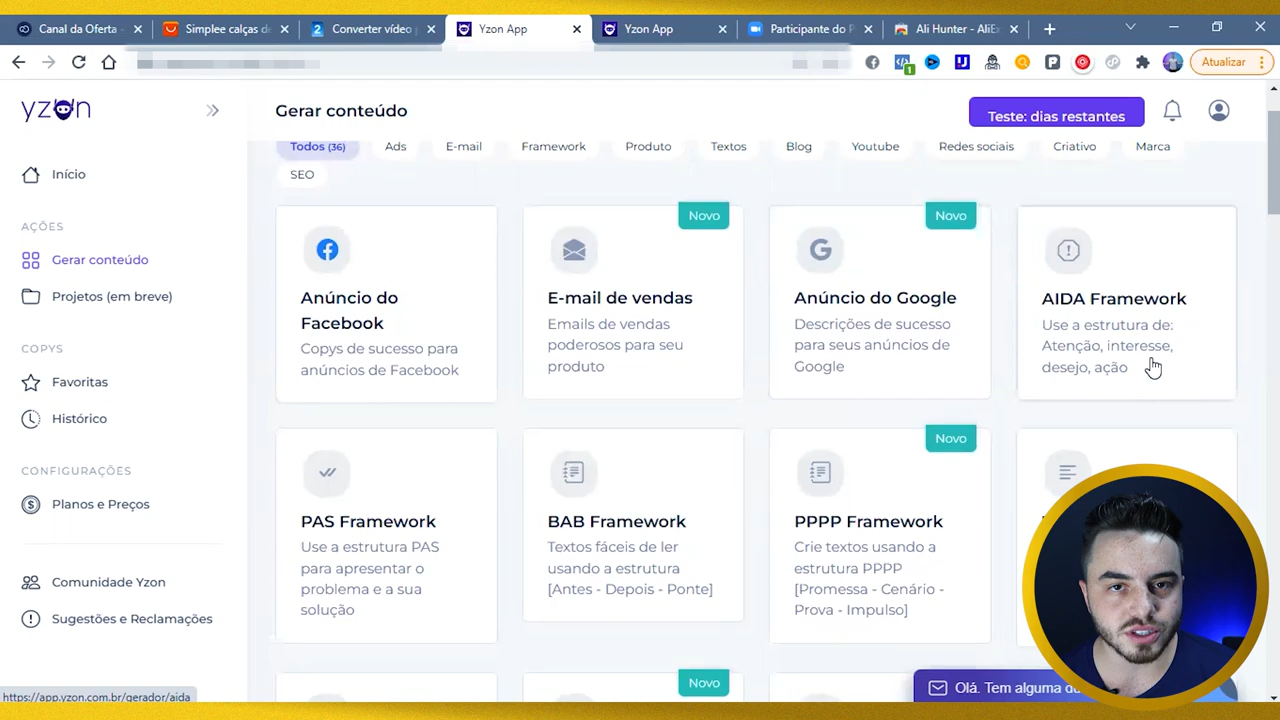 Canal da Oferta -
Simplee calças de
Converter vídeo
Yzon App
Yzon App
Participante do P
Ali Hunter - AliEx
Atualizar
1
yzon
Gerar conteúdo
Teste: dias restantes
Todos (36)
Ads
E-mail
Framework
Produto
Textos
Blog
Youtube
Redes sociais
Criativo
Marca
SEO
Início
AÇÕES
Gerar conteúdo
Projetos (em breve)
COPYS
Favoritas
Histórico
CONFIGURAÇÕES
Planos e Preços
Comunidade Yzon
Sugestões e Reclamações
Anúncio do
Facebook
Copys de sucesso para
anúncios de Facebook
Novo
E-mail de vendas
Emails de vendas
poderosos para seu
produto
Novo
Anúncio do Google
Descrições de sucesso
para seus anúncios de
Google
AIDA Framework
Use a estrutura de:
Atenção, interesse,
desejo, ação
PAS Framework
Use a estrutura PAS
para apresentar o
problema e a sua
solução
BAB Framework
Textos fáceis de ler
usando a estrutura
[Antes - Depois - Ponte]
Novo
PPPP Framework
Crie textos usando a
estrutura PPPP
[Promessa - Cenário -
Prova - Impulso]
Novo
Olá. Tem alguma
https://app.yzon.com.br/gerador/aida